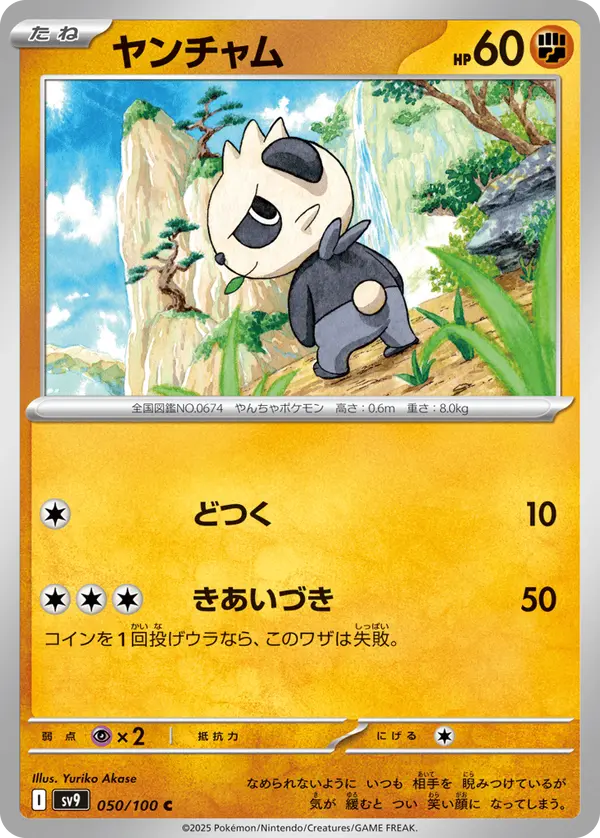 たね ヤンチャム HP60
全国図鑑NO.0674 やんちゃポケモン 高さ:0.6m 重さ:8.0kg
どつく 10
きあいづき 50
コインを1回投げウラなら、このワザは失敗。
弱点 ×2 抵抗力 にげる
Illus. Yuriko Akase
I sv9 050/100 C
なめられないように いつも 相手を 睨みつけているが
気が 緩むと つい 笑い顔に なってしまう。
©2025 Pokémon/Nintendo/Creatures/GAME FREAK.